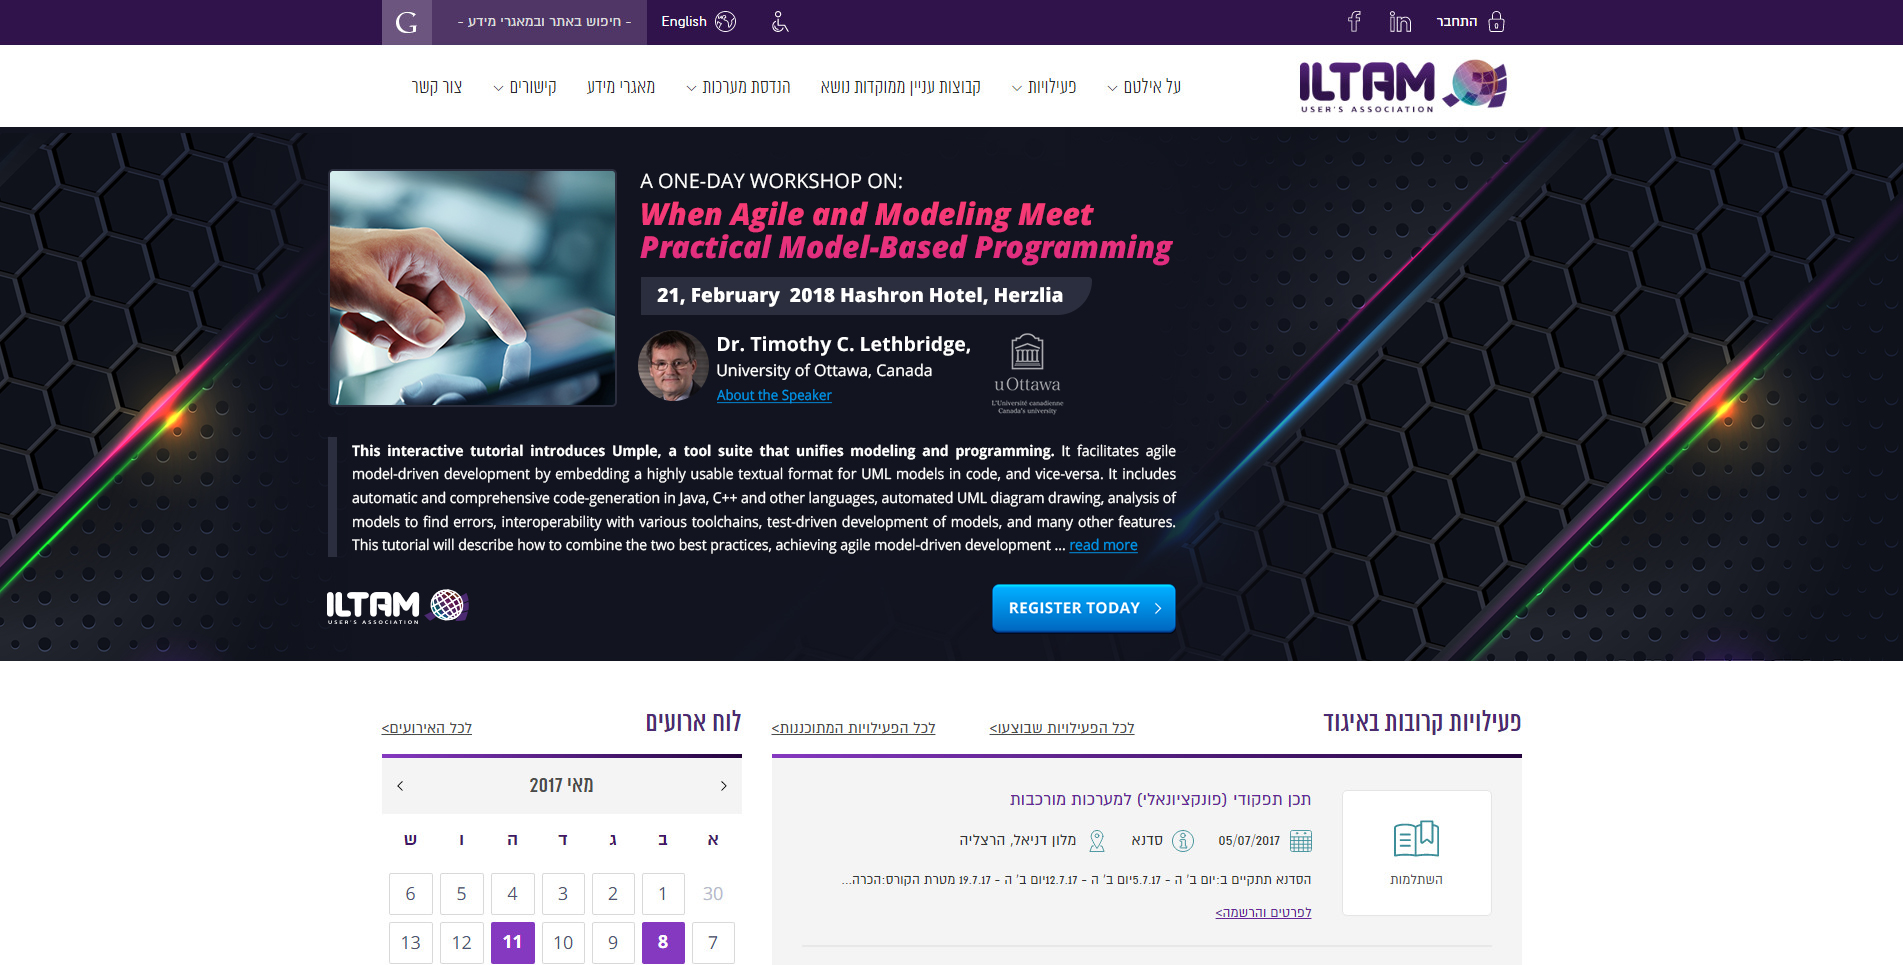 התחבר
English
- חיפוש באתר ובמאגרי מידע -
G
ILTAM
USER'S ASSOCIATION
על אילטם
פעילויות
קבוצות עניין ממוקדות נושא
הנדסת מערכות
מאגרי מידע
קישורים
צור קשר
A ONE-DAY WORKSHOP ON:
When Agile and Modeling Meet
Practical Model-Based Programming
21, February 2018 Hashron Hotel, Herzlia
Dr. Timothy C. Lethbridge,
University of Ottawa, Canada
About the Speaker
uOttawa
L'Université canadienne
Canada's university
This interactive tutorial introduces Umple, a tool suite that unifies modeling and programming. It facilitates agile
model-driven development by embedding a highly usable textual format for UML models in code, and vice-versa. It includes
automatic and comprehensive code-generation in Java, C++ and other languages, automated UML diagram drawing, analysis of
models to find errors, interoperability with various toolchains, test-driven development of models, and many other features.
This tutorial will describe how to combine the two best practices, achieving agile model-driven development ... read more
ILTAM
USER'S ASSOCIATION
REGISTER TODAY
פעילויות קרובות באיגוד
לכל הפעילויות שבוצעו>
לכל הפעילויות המתוכננות>
השתלמות
תכן תפקודי (פונקציונאלי) למערכות מורכבות
05/07/2017
סדנא
מלון דניאל, הרצליה
הסדנא תתקיים ב:יום ב' ה - 5.7.17יום ב' ה - 12.7.17יום ב' ה - 19.7.17 מטרת הקורס:הכרה...
לפרטים והרשמה>
לוח ארועים
לכל האירועים>
מאי 2017
א ב ג ד ה ו ש
30 1 2 3 4 5 6
7 8 9 10 11 12 13